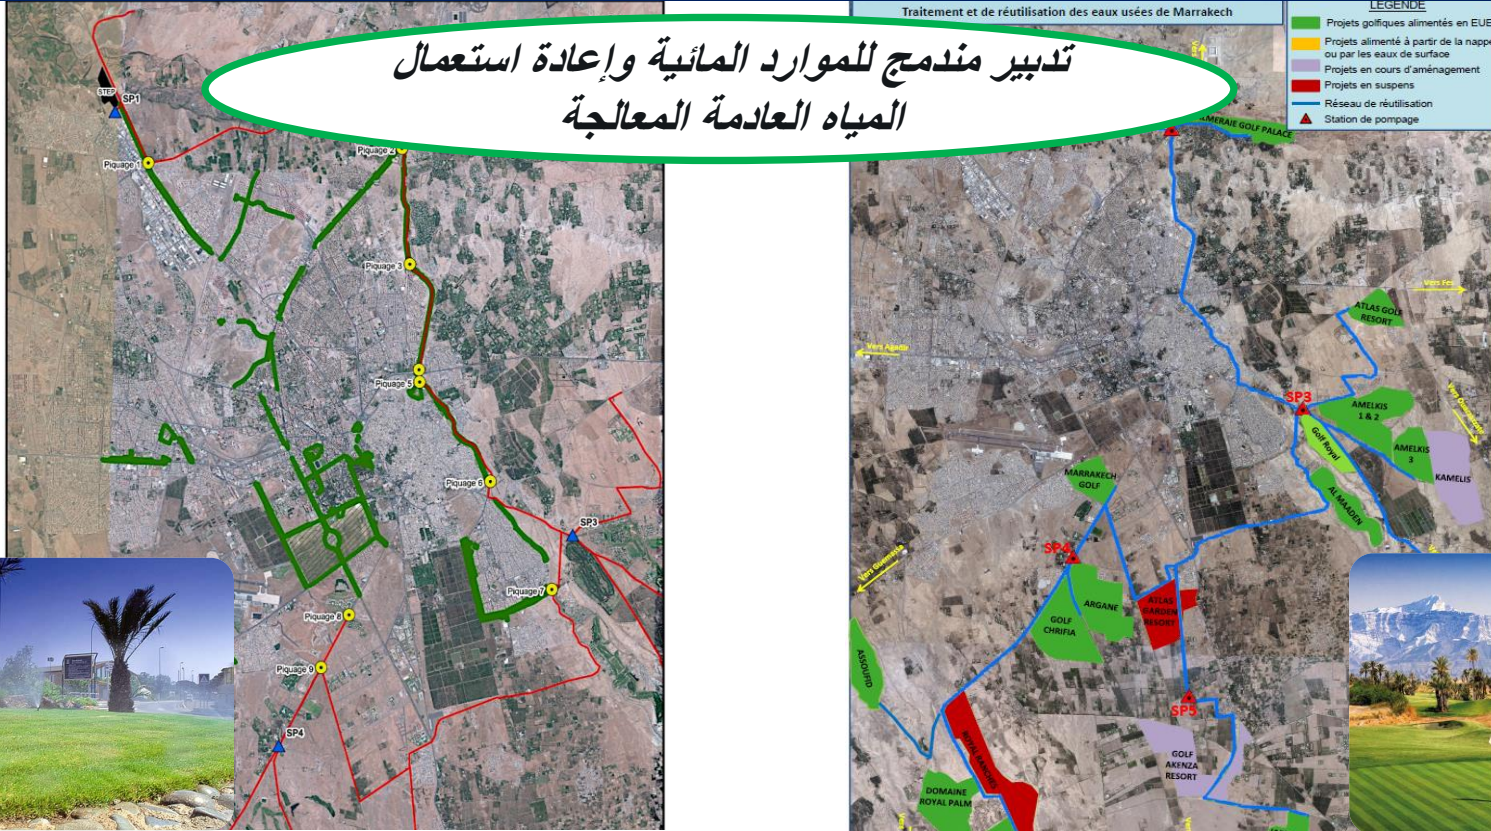 تدبير مندمج للموارد المائية وإعادة استعمال
المياه العادمة المعالجة
STEP
SP1
Piquage 1
Piquage 2
Piquage 3
Piquage 5
Piquage 6
SP3
Piquage 7
Piquage 8
Piquage 9
SP4
Traitement et de réutilisation des eaux usées de Marrakech
LEGENDE
Projets golfiques alimentés en EUE
Projets alimenté à partir de la nappe
ou par les eaux de surface
Projets en cours d'aménagement
Projets en suspens
Réseau de réutilisation
Station de pompage
MERAIE GOLF PALACE
Vers Fes
ATLAS GOLF
RESORT
Vers Agadir
SP3
AMELKIS
1 & 2
Vers Ouarzazate
Golf Royal
AMELKIS
3
KAMELIS
MARRAKECH
GOLF
AL MAADEN
SP4
Vers Guemassa
ARGANE
ATLAS
GARDEN
RESORT
GOLF
CHRIFIA
ASSOUFID
SP5
ROYAL RANCHES
GOLF
AKENZA
RESORT
DOMAINE
ROYAL PALM